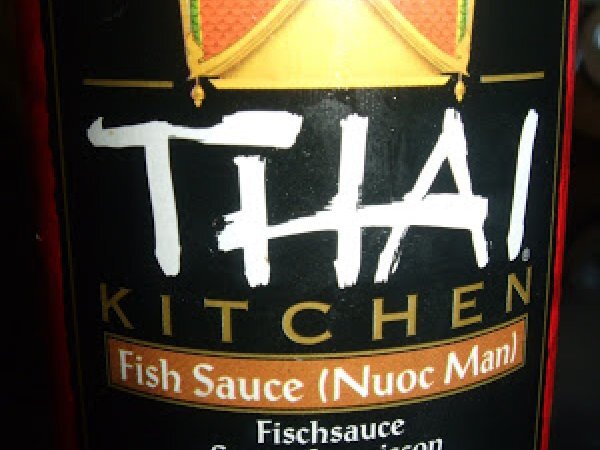 THAI
KITCHEN
Fish Sauce (Nuoc Man)
Fischsauce